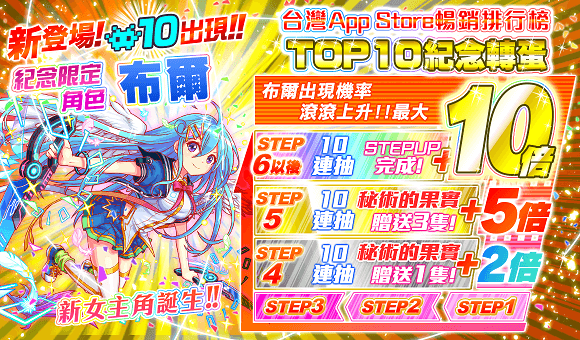 新登場! 10出現!!
紀念限定
角色
布爾
新女主角誕生!!
台灣App Store暢銷排行榜
TOP10紀念轉蛋
布爾出現機率
滾滾上升!!最大
10倍
STEP
6以後
10
連抽
STEPUP
完成!
+
STEP
5
10
連抽
秘術的果實
贈送3隻!
+5倍
STEP
4
10
連抽
秘術的果實
贈送1隻!
+2倍
STEP3
STEP2
STEP1